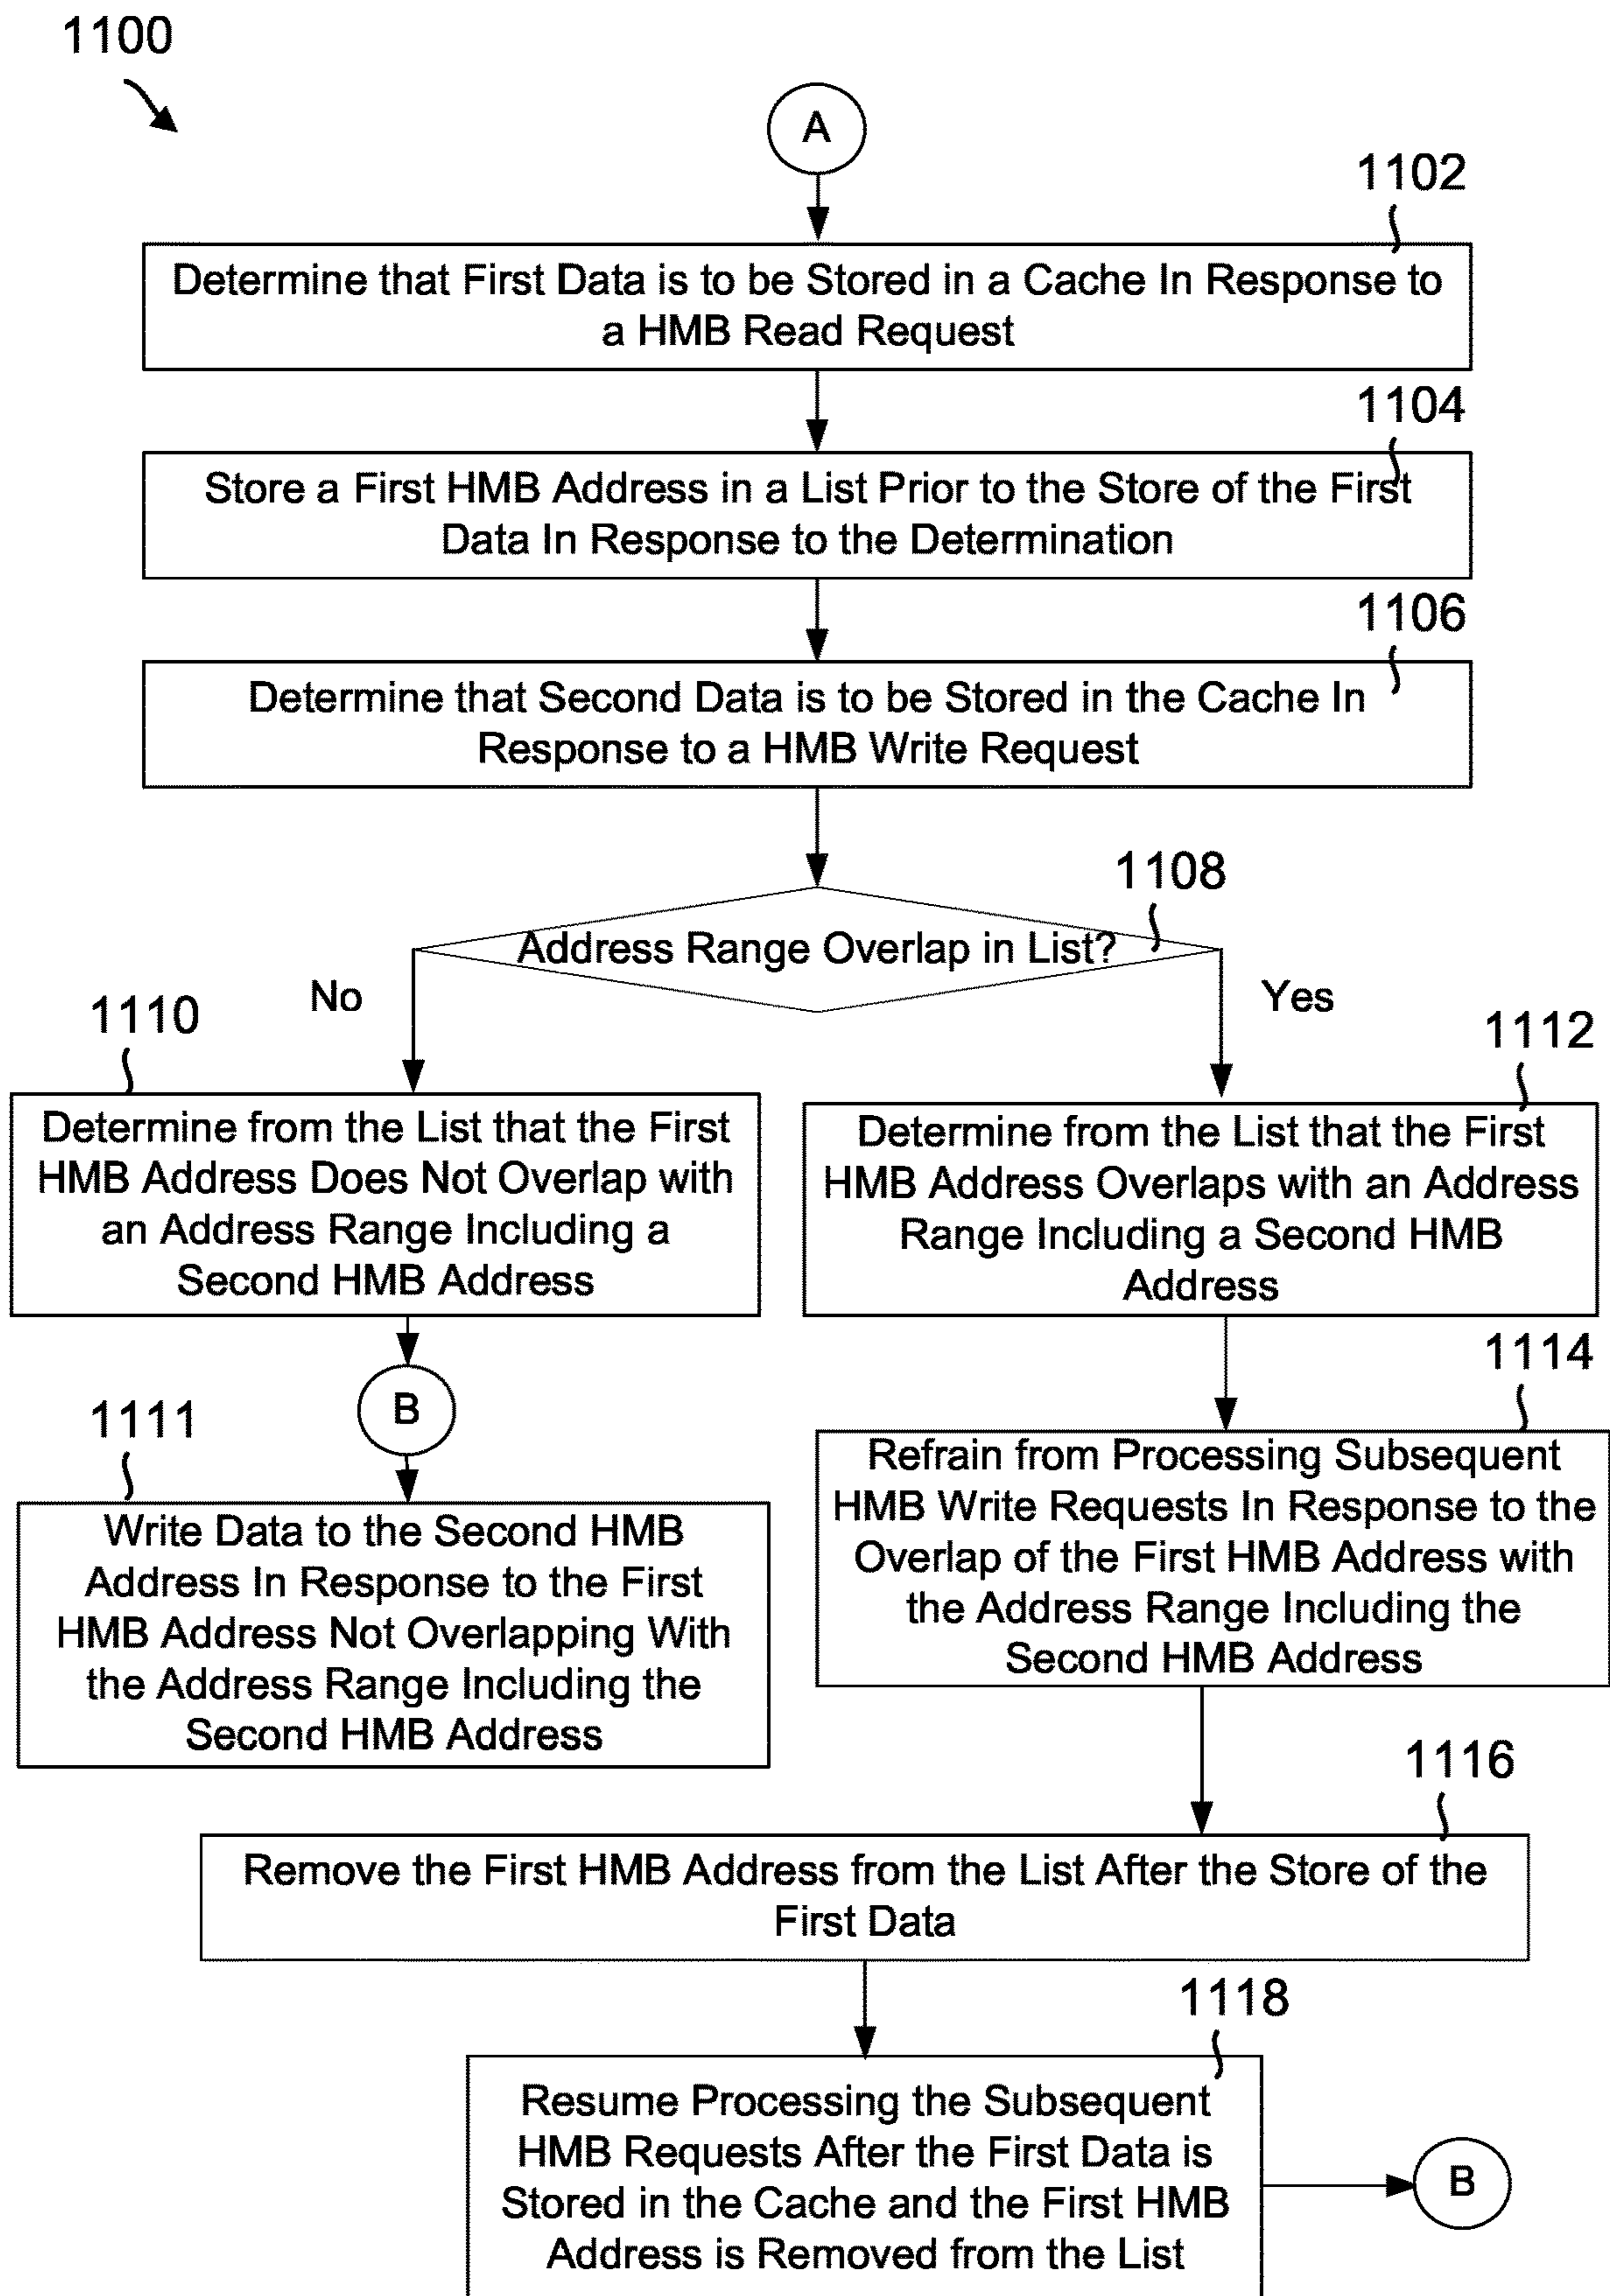 1100
A
1102
Determine that First Data is to be Stored in a Cache In Response to
a HMB Read Request
1104
Store a First HMB Address in a List Prior to the Store of the First
Data In Response to the Determination
1106
Determine that Second Data is to be Stored in the Cache In
Response to a HMB Write Request
1108
Address Range Overlap in List?
No
Yes
1110
Determine from the List that the First
HMB Address Does Not Overlap with
an Address Range Including a
Second HMB Address
1112
Determine from the List that the First
HMB Address Overlaps with an Address
Range Including a Second HMB
Address
B
1111
Write Data to the Second HMB
Address In Response to the First
HMB Address Not Overlapping With
the Address Range Including the
Second HMB Address
1114
Refrain from Processing Subsequent
HMB Write Requests In Response to the
Overlap of the First HMB Address with
the Address Range Including the
Second HMB Address
1116
Remove the First HMB Address from the List After the Store of the
First Data
1118
Resume Processing the Subsequent
HMB Requests After the First Data is
Stored in the Cache and the First HMB
Address is Removed from the List
B